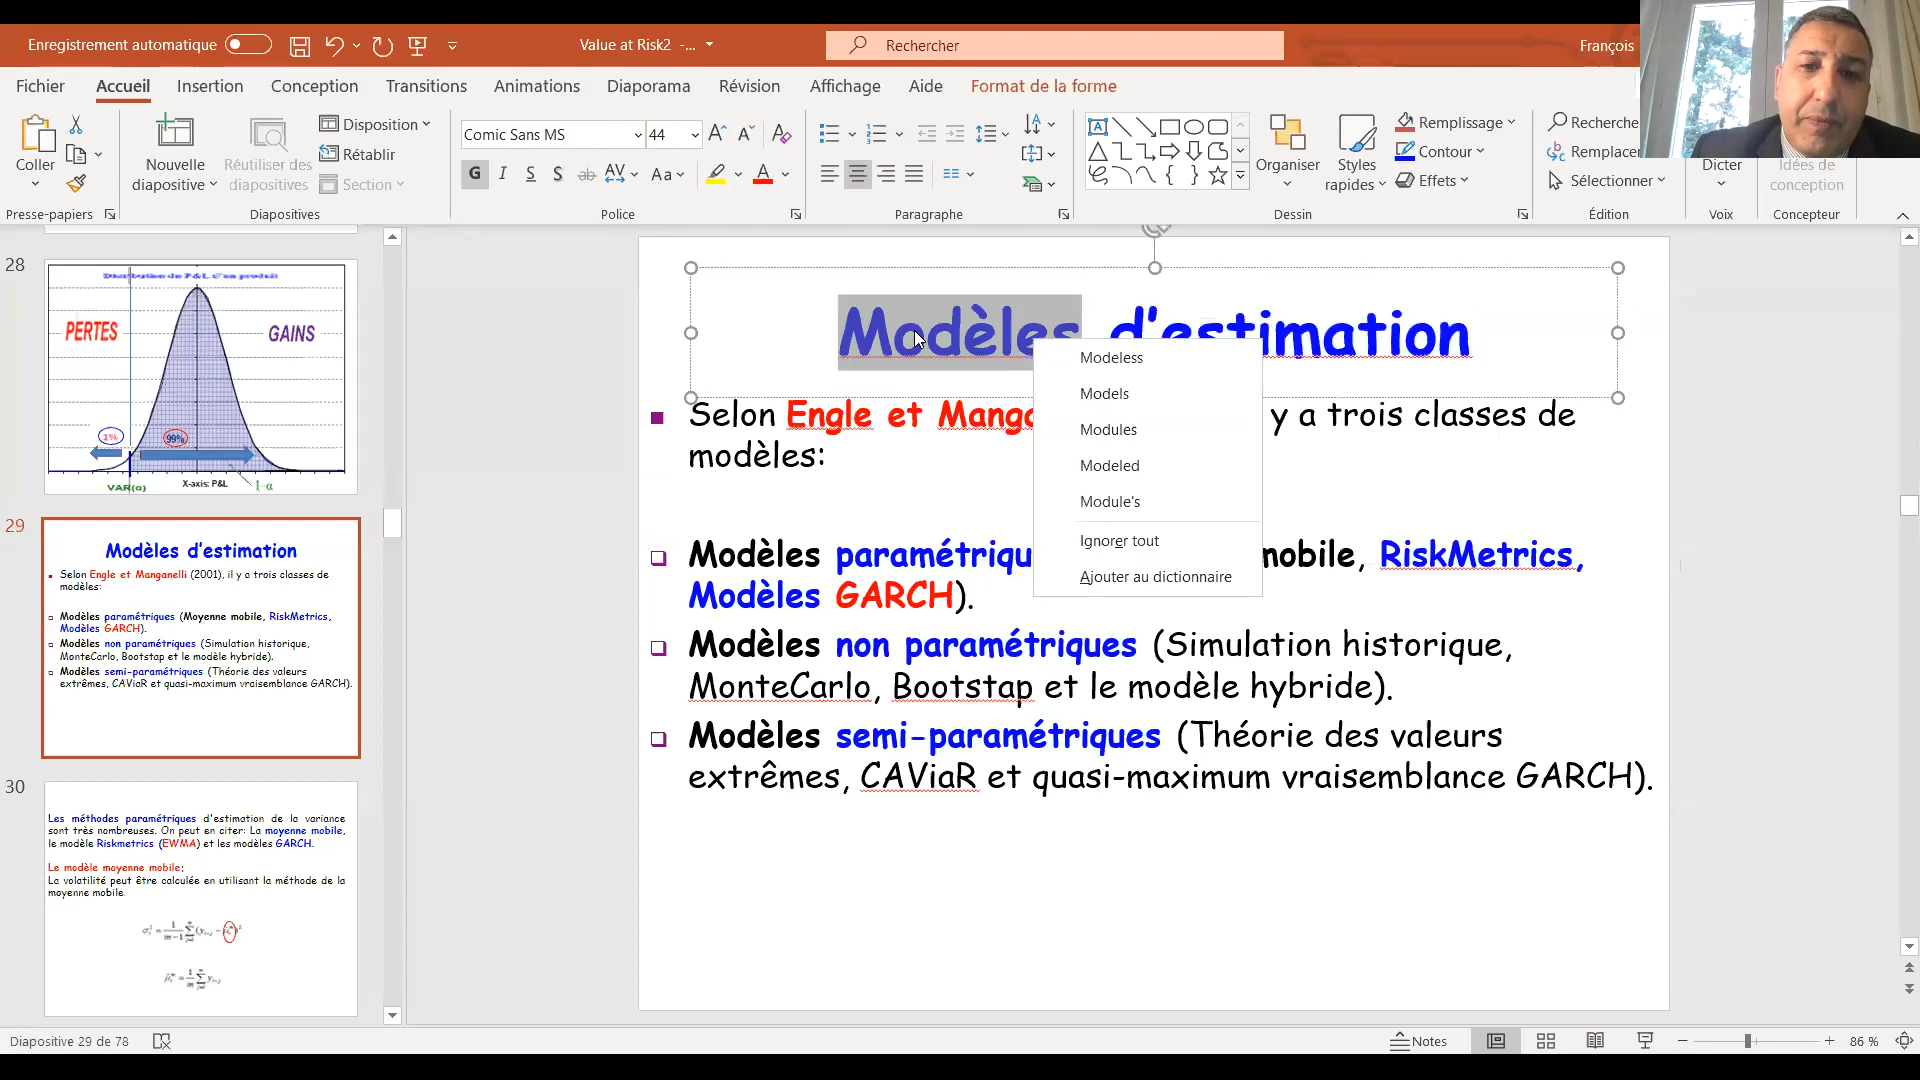 Enregistrement automatique
Value at Risk2 -...
Rechercher
François
Fichier
Accueil
Insertion
Conception
Transitions
Animations
Diaporama
Révision
Affichage
Aide
Format de la forme
Coller
Nouvelle
diapositive
Réutiliser des
diapositives
Disposition
Rétablir
Section
Comic Sans MS
44
Organiser
Styles
rapides
Remplissage
Contour
Effets
Recherche
Remplacer
Sélectionner
Dicter
Idées de
conception
Presse-papiers
Diapositives
Police
Paragraphe
Dessin
Édition
Voix
Concepteur
28
Distribution du P&L d'un produit
PERTES
GAINS
1%
99%
VAR(α)
X-axis: P&L
1-α
29
Modèles d'estimation
Selon Engle et Manganelli (2001), il y a trois classes de
modèles:
Modèles paramétriques (Moyenne mobile, RiskMetrics,
Modèles GARCH).
Modèles non paramétriques (Simulation historique,
MonteCarlo, Bootstap et le modèle hybride).
Modèles semi-paramétriques (Théorie des valeurs
extrêmes, CAViaR et quasi-maximum vraisemblance GARCH).
30
Les méthodes paramétriques d'estimation de la variance
sont très nombreuses. On peut en citer: La moyenne mobile,
le modèle Riskmetrics (EWMA) et les modèles GARCH.
Le modèle moyenne mobile:
La volatilité peut être calculée en utilisant la méthode de la
moyenne mobile.
Modèles d'estimation
Selon Engle et Mang y a trois classes de
modèles:
Modèles paramétriqu mobile, RiskMetrics,
Modèles GARCH).
Modèles non paramétriques (Simulation historique,
MonteCarlo, Bootstap et le modèle hybride).
Modèles semi-paramétriques (Théorie des valeurs
extrêmes, CAViaR et quasi-maximum vraisemblance GARCH).
Modeless
Models
Modules
Modeled
Module's
Ignorer tout
Ajouter au dictionnaire
Diapositive 29 de 78
Notes
86 %